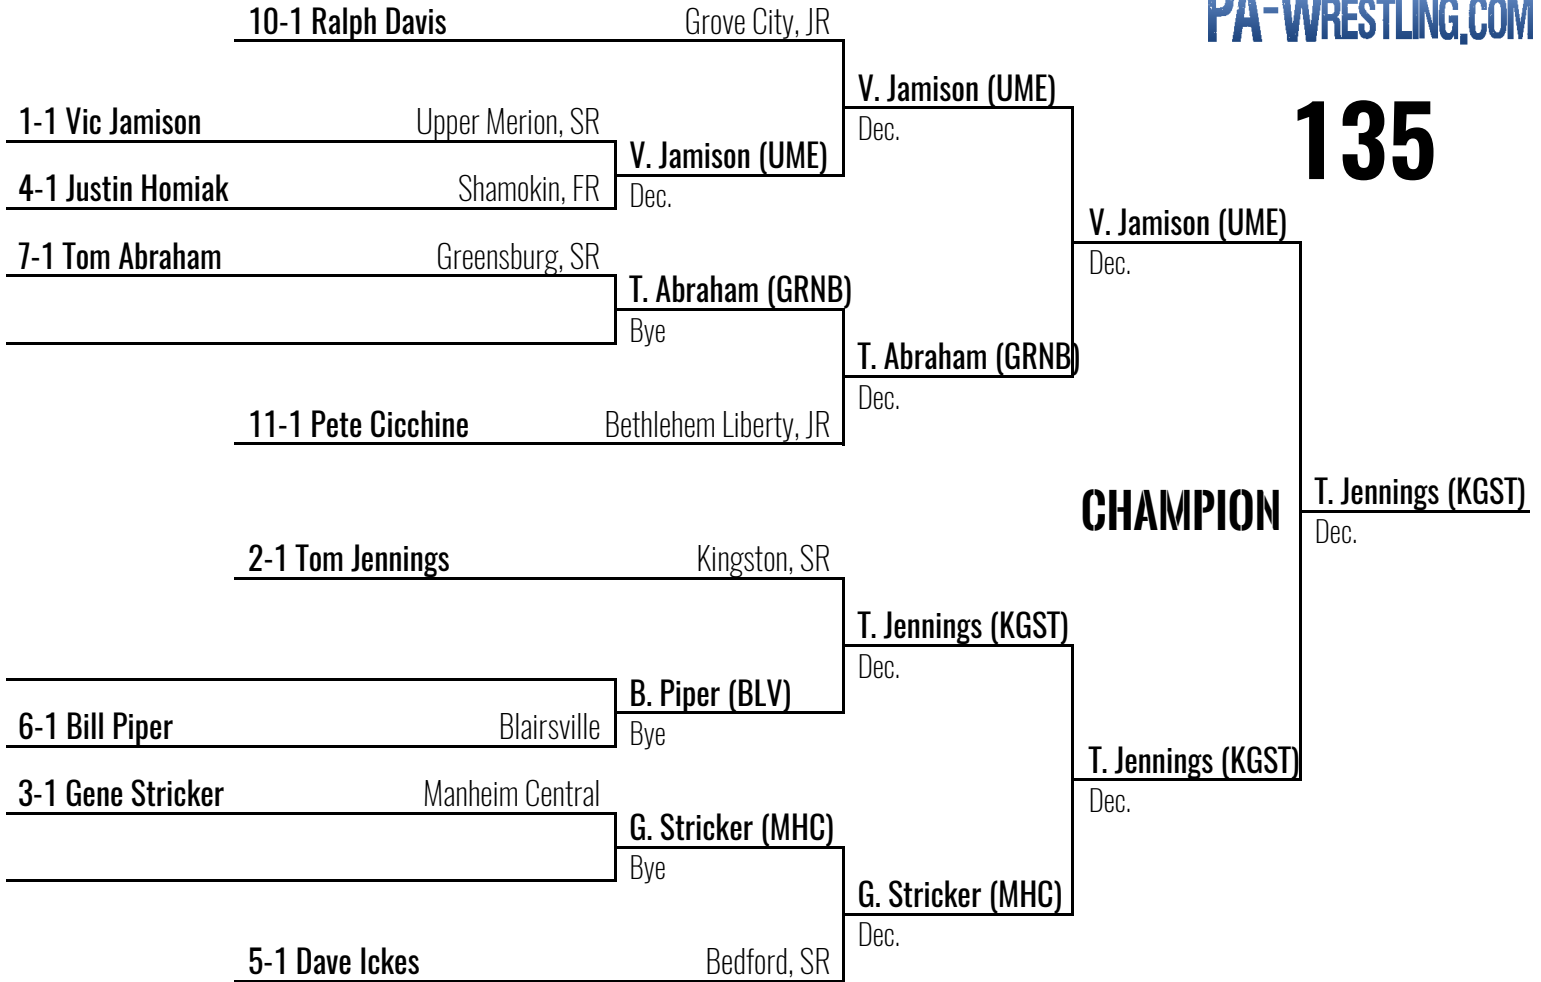 PA-WRESTLING.COM
10-1 Ralph Davis Grove City, JR
V. Jamison (UME)
Dec.
135
1-1 Vic Jamison Upper Merion, SR
V. Jamison (UME)
Dec.
4-1 Justin Homiak Shamokin, FR
V. Jamison (UME)
Dec.
7-1 Tom Abraham Greensburg, SR
T. Abraham (GRNB)
Bye
T. Abraham (GRNB)
Dec.
11-1 Pete Cicchine Bethlehem Liberty, JR
CHAMPION
T. Jennings (KGST)
Dec.
2-1 Tom Jennings Kingston, SR
T. Jennings (KGST)
Dec.
B. Piper (BLV)
Bye
6-1 Bill Piper Blairsville
T. Jennings (KGST)
Dec.
3-1 Gene Stricker Manheim Central
G. Stricker (MHC)
Bye
G. Stricker (MHC)
Dec.
5-1 Dave Ickes Bedford, SR